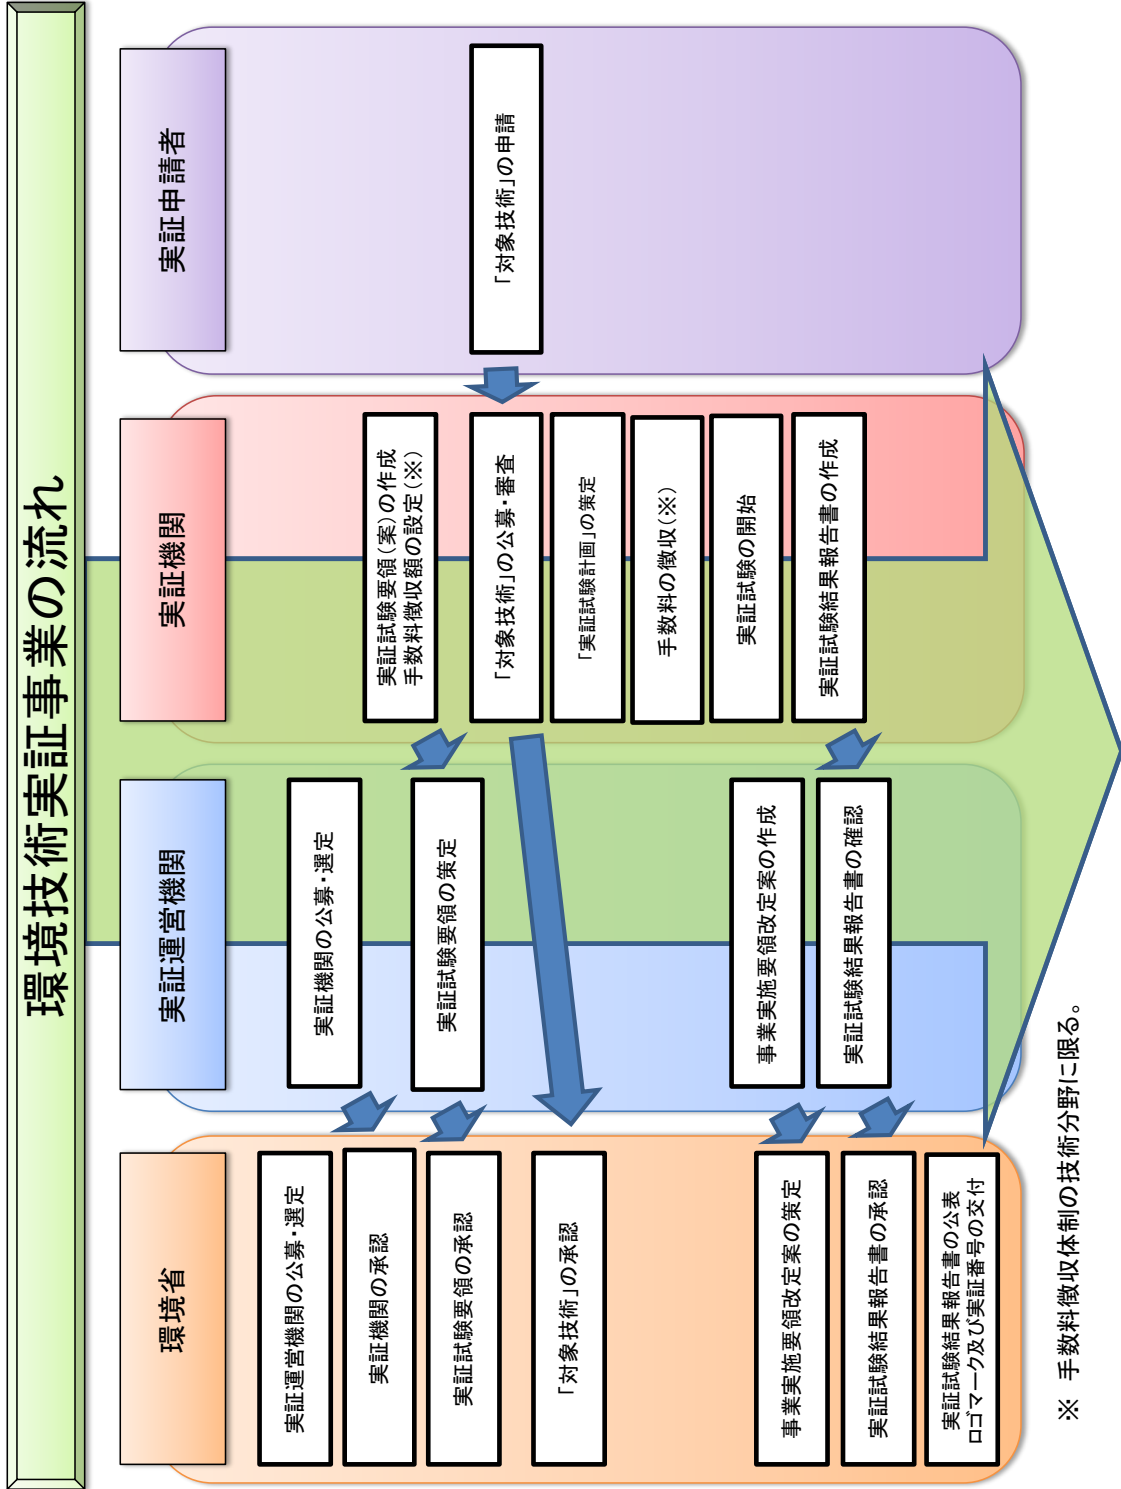 環境技術実証事業の流れ
環境省
実証運営機関の公募・選定
実証機関の承認
実証試験要領の承認
「対象技術」の承認
事業実施要領改定案の策定
実証試験結果報告書の承認
実証試験結果報告書の公表
ロゴマーク及び実証番号の交付
実証運営機関
実証機関の公募・選定
実証試験要領の策定
事業実施要領改定案の作成
実証試験結果報告書の確認
実証機関
実証試験要領(案)の作成
手数料徴収額の設定(※)
「対象技術」の公募・審査
「実証試験計画」の策定
手数料の徴収(※)
実証試験の開始
実証試験結果報告書の作成
実証申請者
「対象技術」の申請
※ 手数料徴収体制の技術分野に限る。